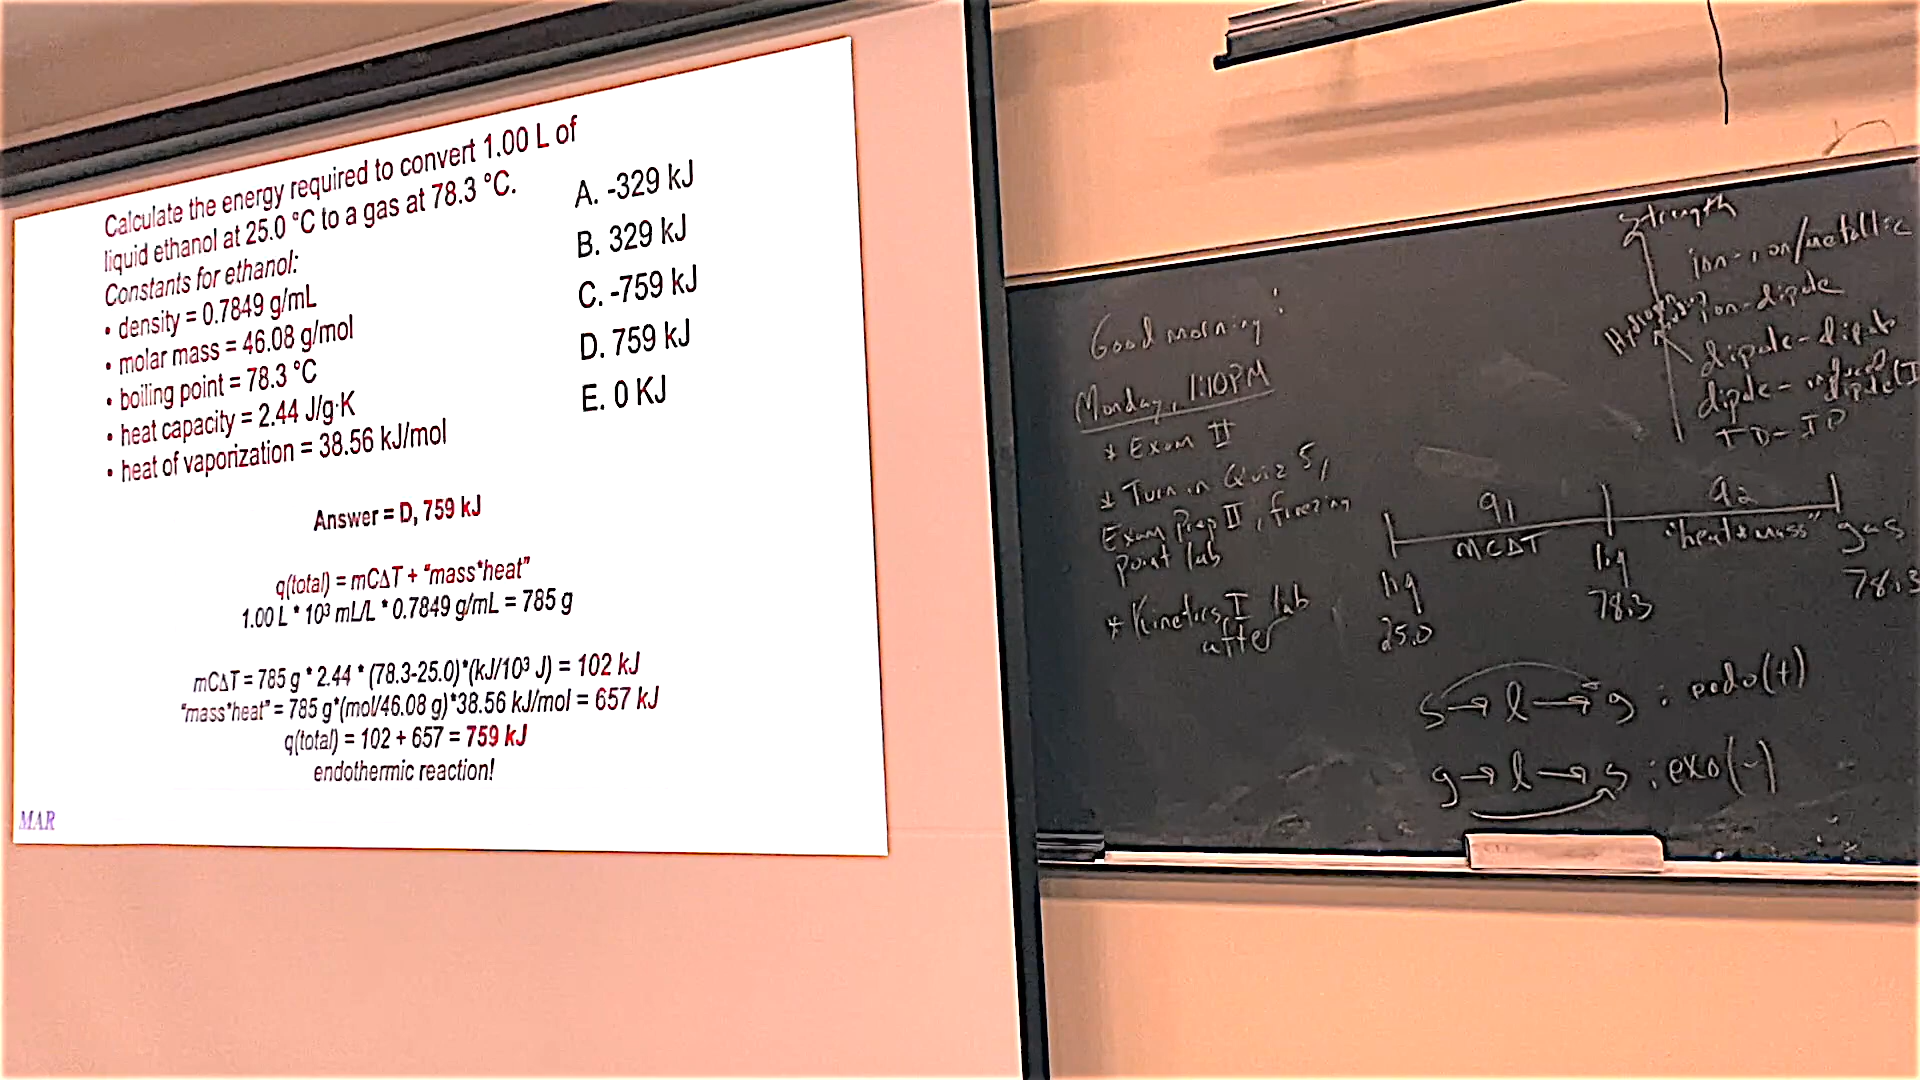 Calculate the energy required to convert 1.00 L of
liquid ethanol at 25.0 °C to a gas at 78.3 °C.
Constants for ethanol:
• density = 0.7849 g/mL
• molar mass = 46.08 g/mol
• boiling point = 78.3 °C
• heat capacity = 2.44 J/g·K
• heat of vaporization = 38.56 kJ/mol
A. -329 kJ
B. 329 kJ
C. -759 kJ
D. 759 kJ
E. 0 KJ
Answer = D, 759 kJ
q(total) = mCΔT + "mass*heat"
1.00 L * 10³ mL/L * 0.7849 g/mL = 785 g
mCΔT = 785 g * 2.44 * (78.3-25.0)*(kJ/10³ J) = 102 kJ
"mass*heat" = 785 g*(mol/46.08 g)*38.56 kJ/mol = 657 kJ
q(total) = 102 + 657 = 759 kJ
endothermic reaction!
MAR
Good morning!
Monday, 1:10PM
* Exam II
* Turn in Quiz 5,
Exam Prep II, freezing
point lab
* Kinetics I lab
after
Strength
ion-ion/metallic
ion-dipole
Hydrogen
dipole-dipole
dipole-induced
dipole (I
ID-ID
q1
q2
mCΔT
"heat*mass"
liq
25.0
liq
78.3
gas
78.3
s→l→g : endo(+)
g→l→s : exo(-)